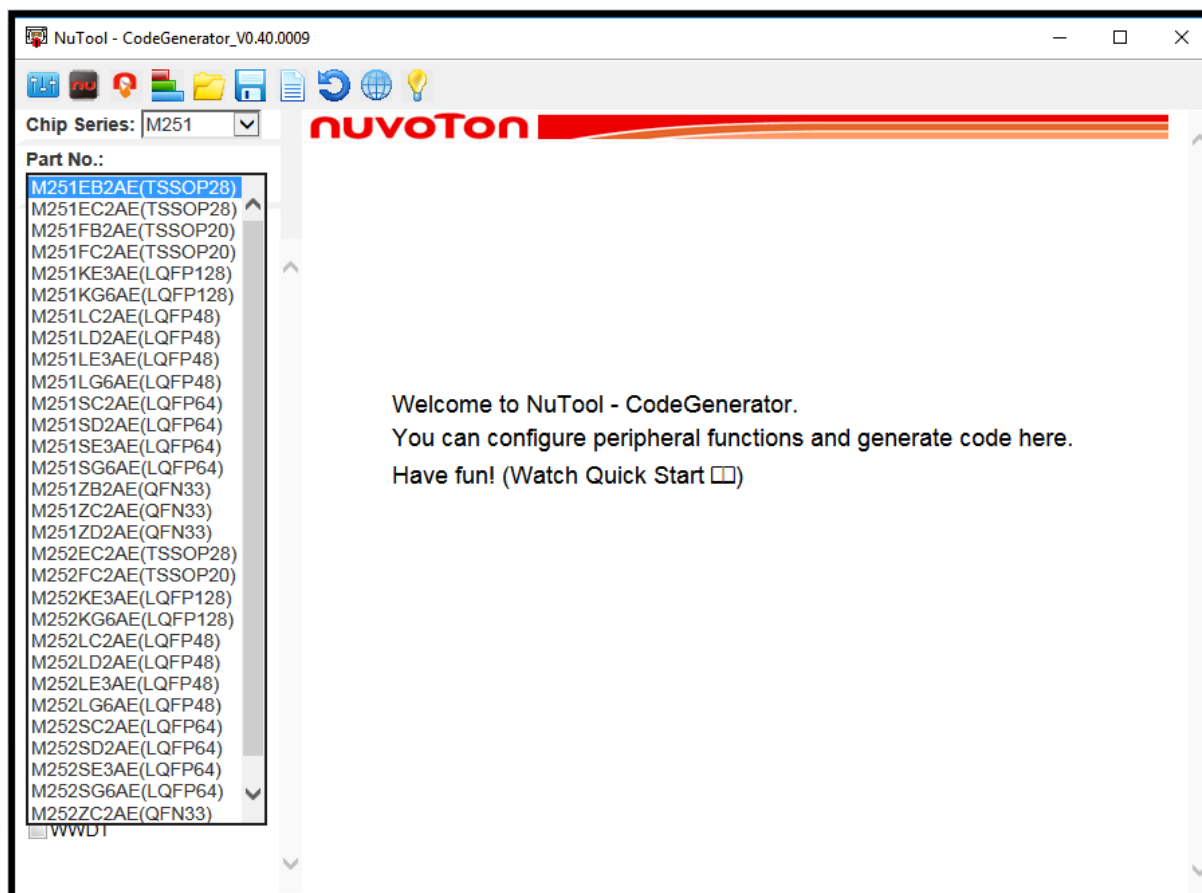 NuTool - CodeGenerator_V0.40.0009
Chip Series: M251
nuvoTon
Part No.:
M251EB2AE(TSSOP28)
M251EC2AE(TSSOP28)
M251FB2AE(TSSOP20)
M251FC2AE(TSSOP20)
M251KE3AE(LQFP128)
M251KG6AE(LQFP128)
M251LC2AE(LQFP48)
M251LD2AE(LQFP48)
M251LE3AE(LQFP48)
M251LG6AE(LQFP48)
M251SC2AE(LQFP64)
M251SD2AE(LQFP64)
M251SE3AE(LQFP64)
M251SG6AE(LQFP64)
M251ZB2AE(QFN33)
M251ZC2AE(QFN33)
M251ZD2AE(QFN33)
M252EC2AE(TSSOP28)
M252FC2AE(TSSOP20)
M252KE3AE(LQFP128)
M252KG6AE(LQFP128)
M252LC2AE(LQFP48)
M252LD2AE(LQFP48)
M252LE3AE(LQFP48)
M252LG6AE(LQFP48)
M252SC2AE(LQFP64)
M252SD2AE(LQFP64)
M252SE3AE(LQFP64)
M252SG6AE(LQFP64)
M252ZC2AE(QFN33)
WWDT
Welcome to NuTool - CodeGenerator.
You can configure peripheral functions and generate code here.
Have fun! (Watch Quick Start)